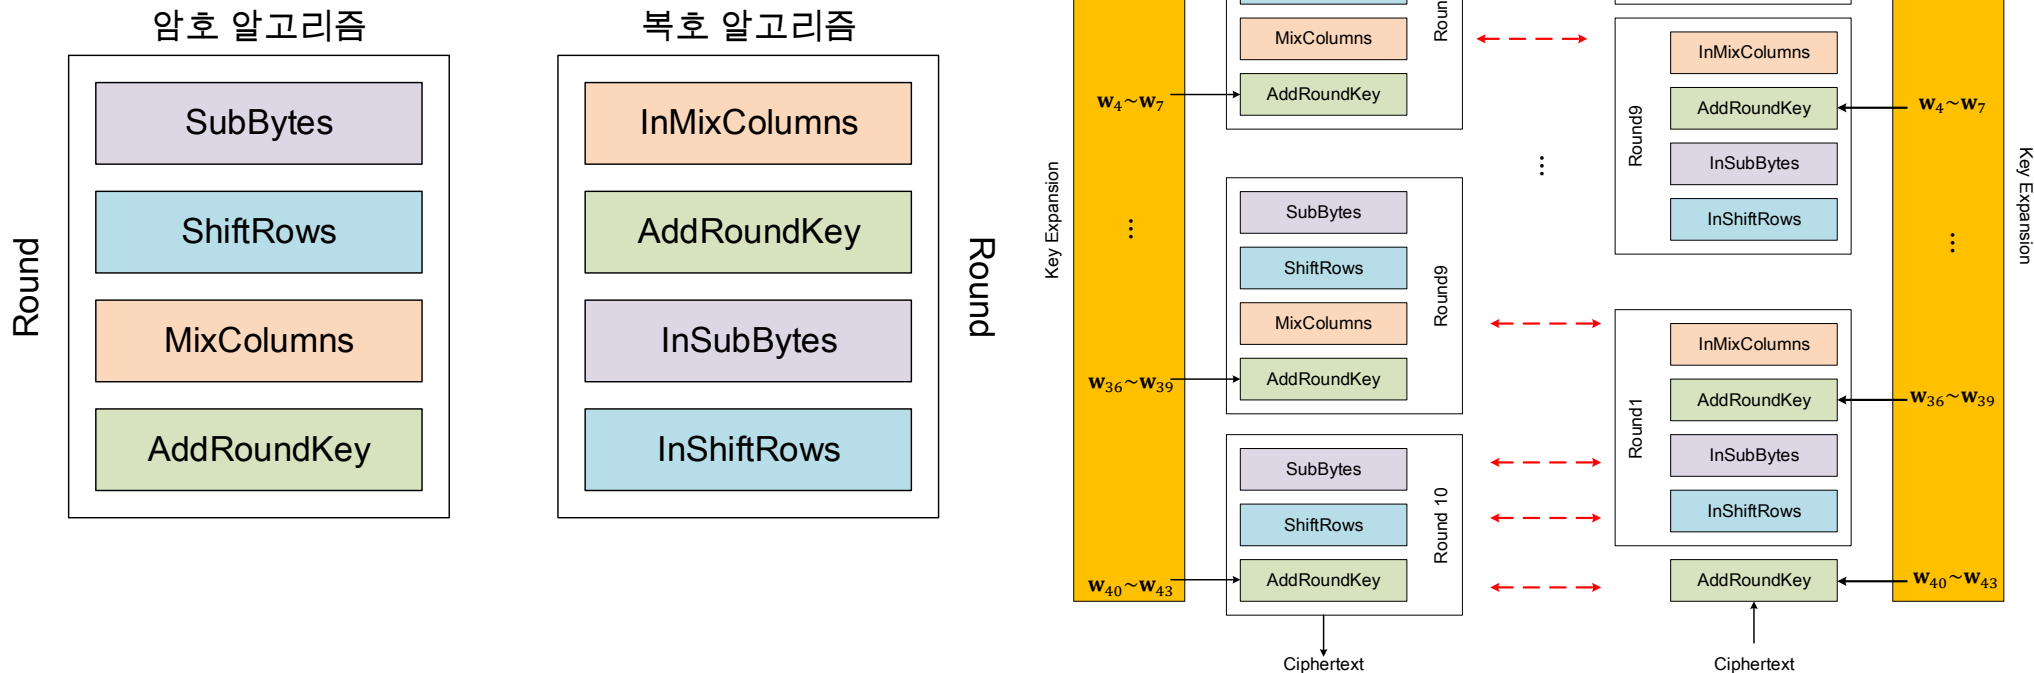 암호 알고리즘
Round
SubBytes
ShiftRows
MixColumns
AddRoundKey
복호 알고리즘
InMixColumns
AddRoundKey
InSubBytes
InShiftRows
Round
Key Expansion
w₄~w₇
⋮
w₃₆~w₃₉
w₄₀~w₄₃
MixColumns
AddRoundKey
SubBytes
ShiftRows
MixColumns
AddRoundKey
Round9
SubBytes
ShiftRows
AddRoundKey
Round 10
Ciphertext
⋮
InMixColumns
AddRoundKey
InSubBytes
InShiftRows
Round9
InMixColumns
AddRoundKey
InSubBytes
InShiftRows
Round1
AddRoundKey
Ciphertext
w₄~w₇
⋮
w₃₆~w₃₉
w₄₀~w₄₃
Key Expansion